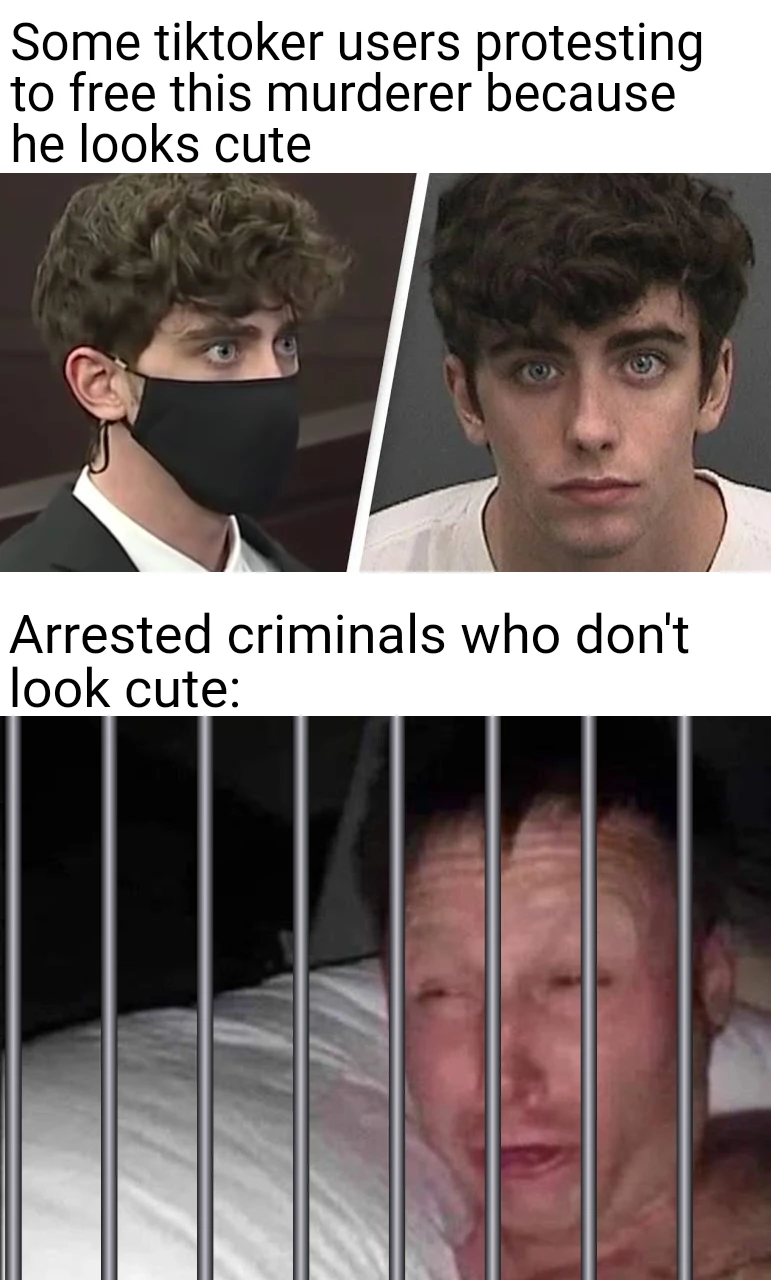 Some tiktoker users protesting
to free this murderer because
he looks cute
Arrested criminals who don't
look cute: